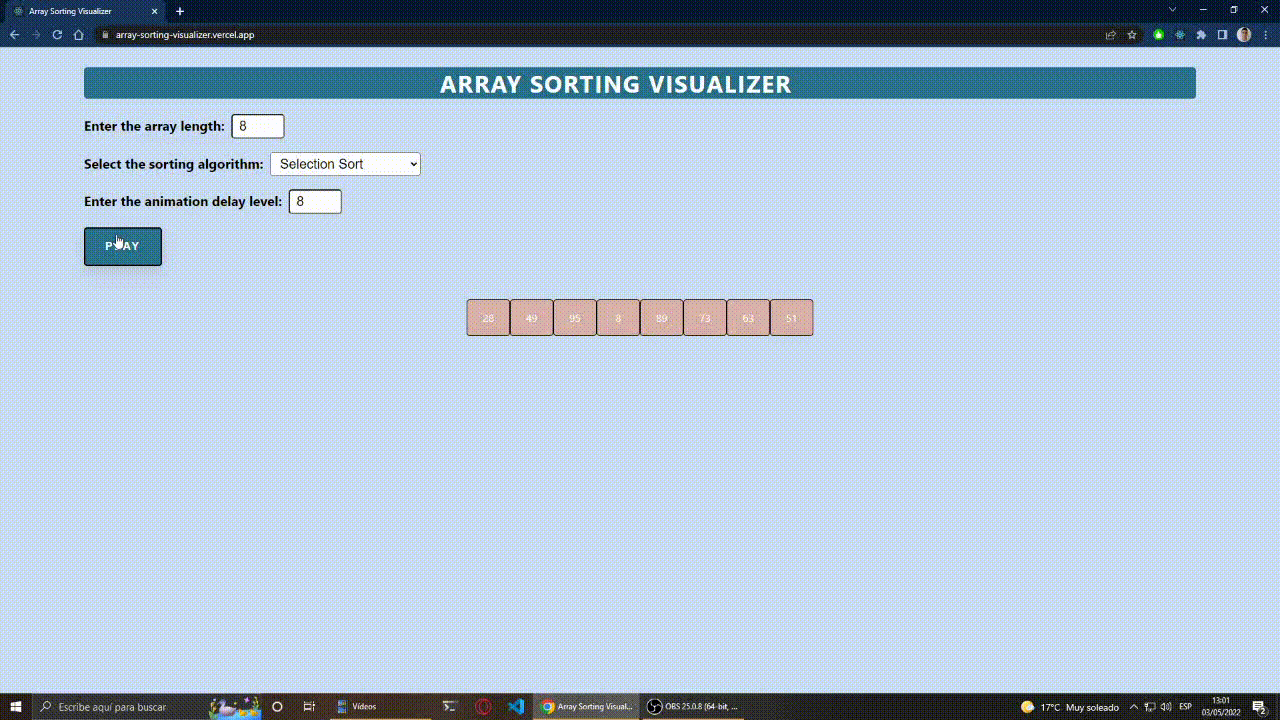 Array Sorting Visualizer
array-sorting-visualizer.vercel.app
ARRAY SORTING VISUALIZER
Enter the array length: 8
Select the sorting algorithm: Selection Sort
Enter the animation delay level: 8
PLAY
28 49 95 8 89 73 63 51
Escribe aquí para buscar
Vídeos
Array Sorting Visual...
OBS 25.0.8 (64-bit, ...
17°C Muy soleado
ESP
13:01
03/05/2022
2